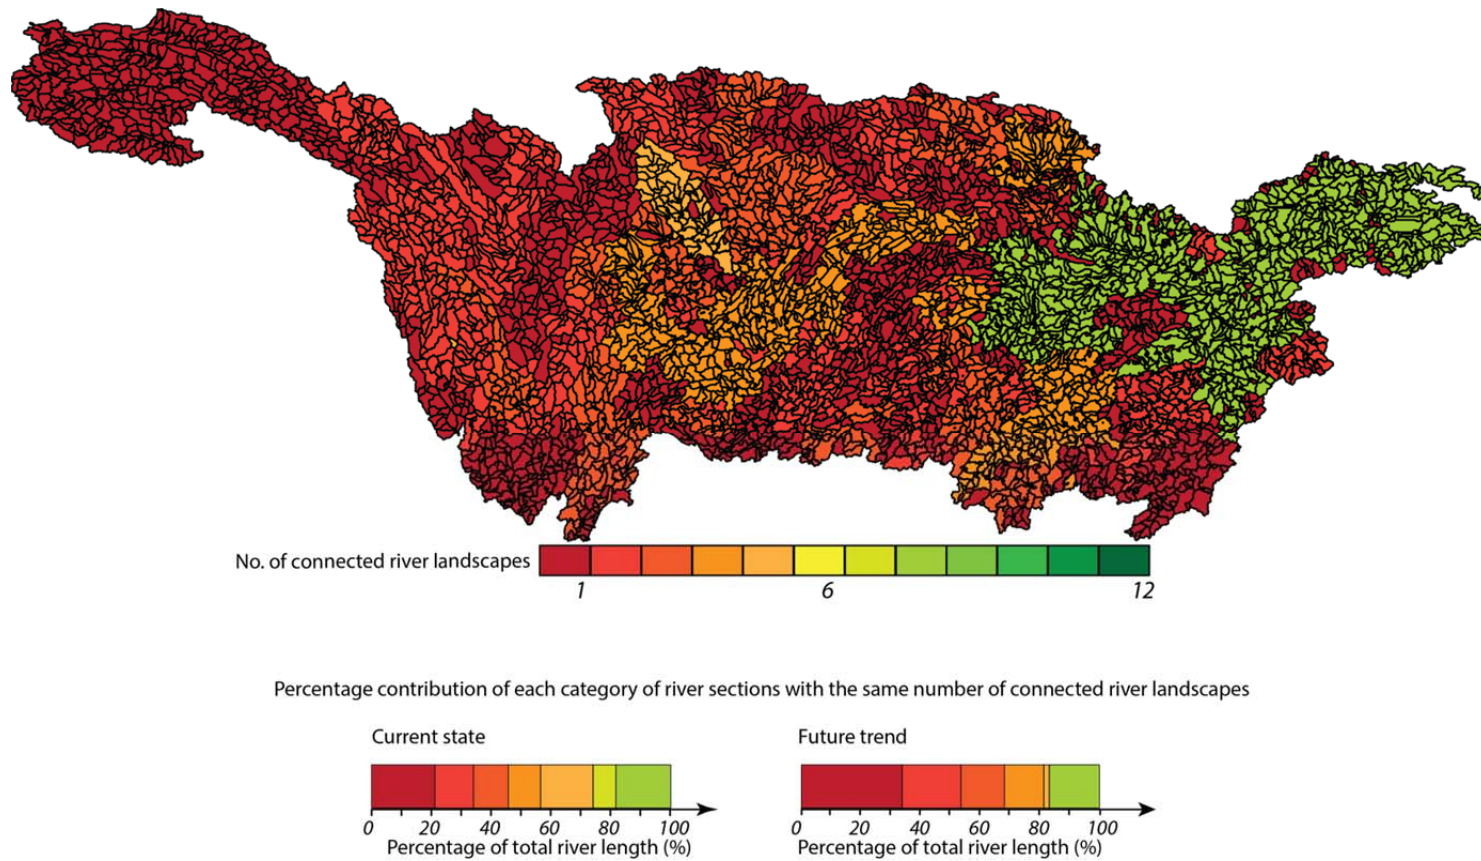 No. of connected river landscapes
1 6 12
Percentage contribution of each category of river sections with the same number of connected river landscapes
Current state
Future trend
0 20 40 60 80 100
Percentage of total river length (%)
0 20 40 60 80 100
Percentage of total river length (%)